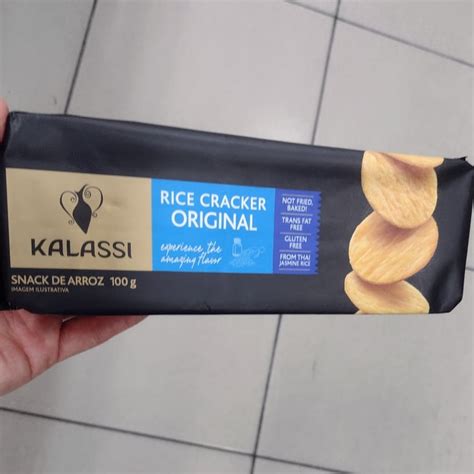 KALASSI
SNACK DE ARROZ 100 g
IMAGEM ILUSTRATIVA
RICE CRACKER
ORIGINAL
experience the
amazing flavor
NOT FRIED,
BAKED!
TRANS FAT
FREE
GLUTEN
FREE
FROM THAI
JASMINE RICE